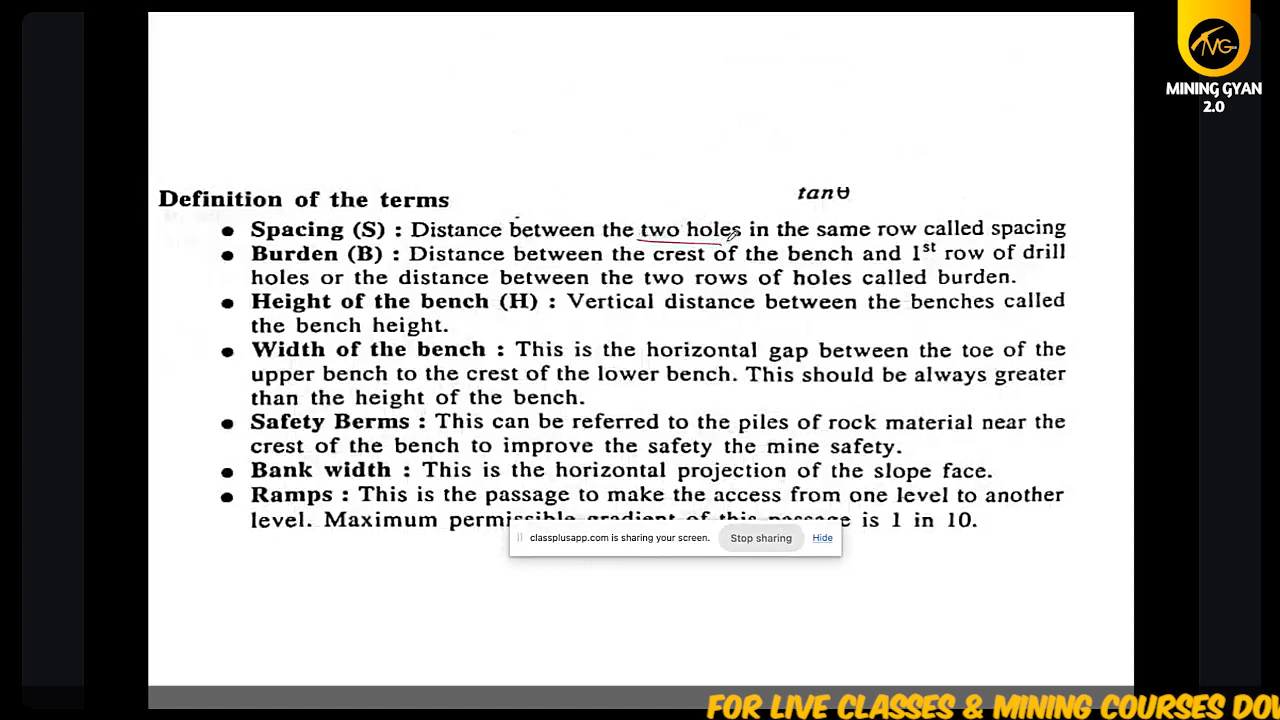 MINING GYAN
2.0
tanθ
Definition of the terms
• Spacing (S) : Distance between the two holes in the same row called spacing
• Burden (B) : Distance between the crest of the bench and 1st row of drill
holes or the distance between the two rows of holes called burden.
• Height of the bench (H) : Vertical distance between the benches called
the bench height.
• Width of the bench : This is the horizontal gap between the toe of the
upper bench to the crest of the lower bench. This should be always greater
than the height of the bench.
• Safety Berms : This can be referred to the piles of rock material near the
crest of the bench to improve the safety the mine safety.
• Bank width : This is the horizontal projection of the slope face.
• Ramps : This is the passage to make the access from one level to another
level. Maximum permissible gradient of this passage is 1 in 10.
classplusapp.com is sharing your screen. Stop sharing Hide
FOR LIVE CLASSES & MINING COURSES DOW